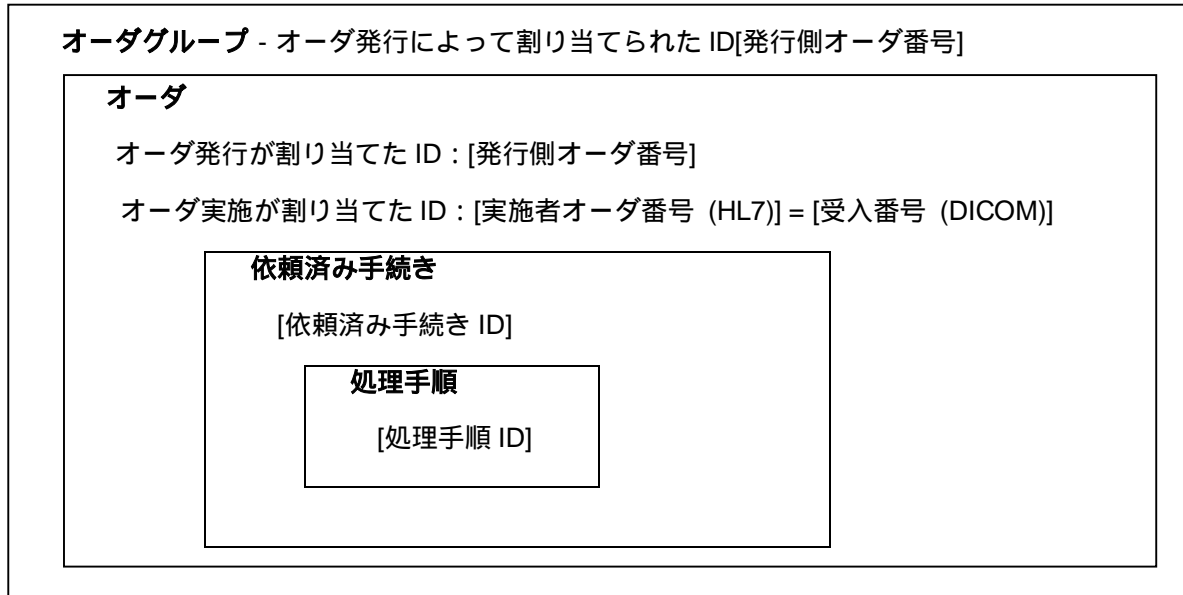 オーダグループ - オーダ発行によって割り当てられた ID[発行側オーダ番号]
オーダ
オーダ発行が割り当てた ID：[発行側オーダ番号]
オーダ実施が割り当てた ID：[実施者オーダ番号 (HL7)] = [受入番号 (DICOM)]
依頼済み手続き
[依頼済み手続き ID]
処理手順
[処理手順 ID]